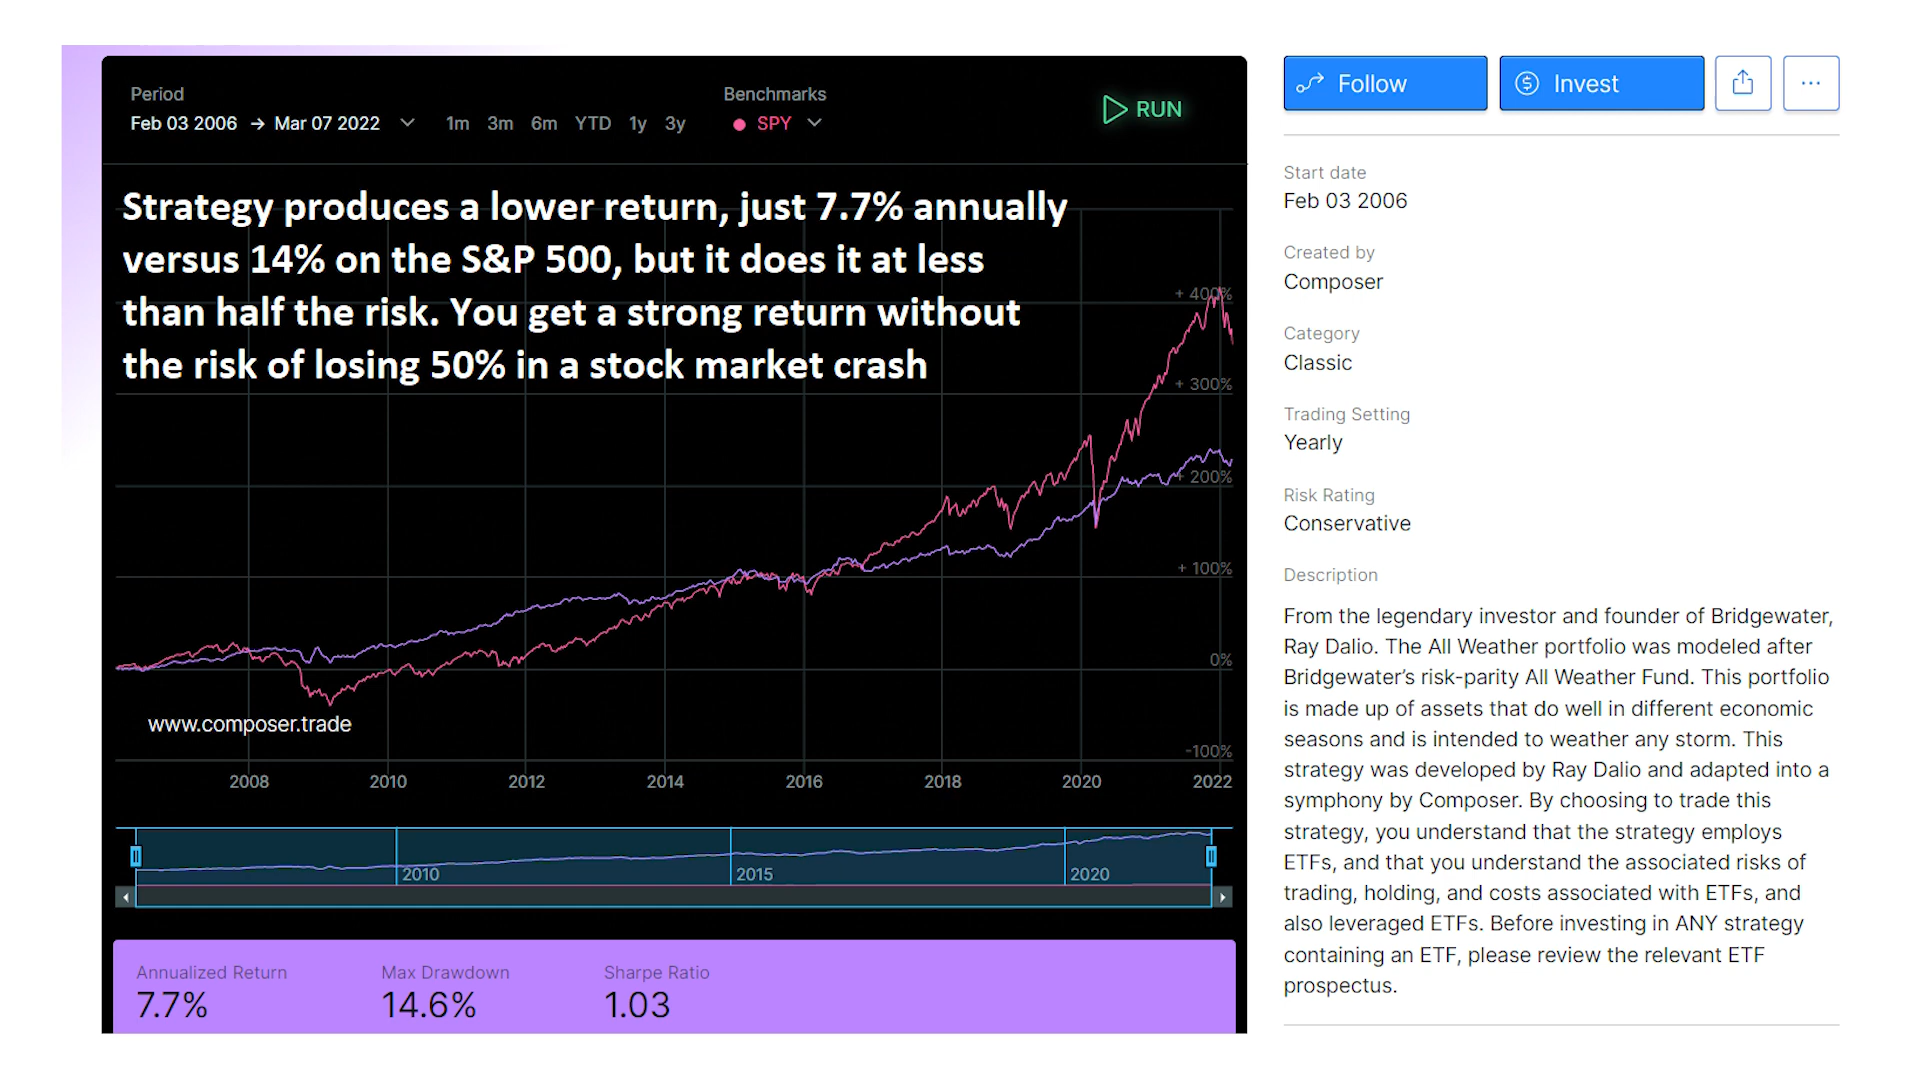 Period
Feb 03 2006 → Mar 07 2022
1m 3m 6m YTD 1y 3y
Benchmarks
SPY
RUN
Strategy produces a lower return, just 7.7% annually
versus 14% on the S&P 500, but it does it at less
than half the risk. You get a strong return without
the risk of losing 50% in a stock market crash
+ 400%
+ 300%
+ 200%
+ 100%
0%
-100%
www.composer.trade
2008 2010 2012 2014 2016 2018 2020 2022
2010 2015 2020
Annualized Return Max Drawdown Sharpe Ratio
7.7% 14.6% 1.03
Follow
Invest
Start date
Feb 03 2006
Created by
Composer
Category
Classic
Trading Setting
Yearly
Risk Rating
Conservative
Description
From the legendary investor and founder of Bridgewater,
Ray Dalio. The All Weather portfolio was modeled after
Bridgewater's risk-parity All Weather Fund. This portfolio
is made up of assets that do well in different economic
seasons and is intended to weather any storm. This
strategy was developed by Ray Dalio and adapted into a
symphony by Composer. By choosing to trade this
strategy, you understand that the strategy employs
ETFs, and that you understand the associated risks of
trading, holding, and costs associated with ETFs, and
also leveraged ETFs. Before investing in ANY strategy
containing an ETF, please review the relevant ETF
prospectus.